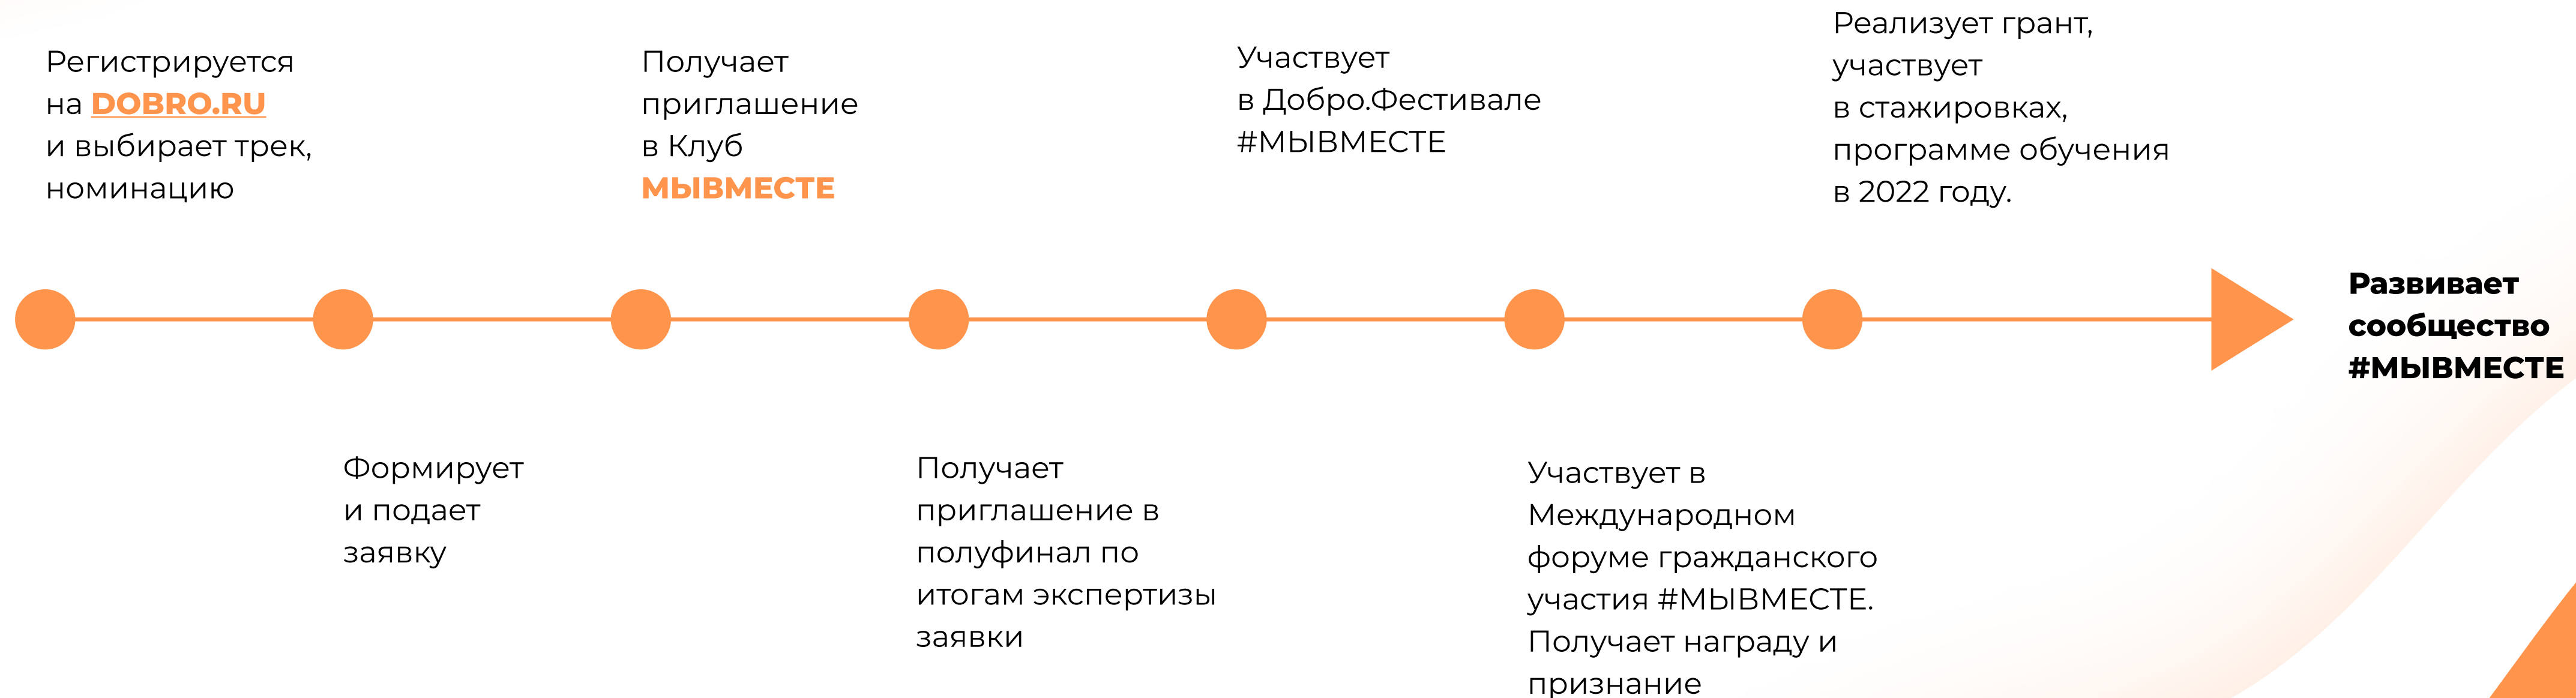 Регистрируется
на DOBRO.RU
и выбирает трек,
номинацию
Формирует
и подает
заявку
Получает
приглашение
в Клуб
МЫВМЕСТЕ
Получает
приглашение в
полуфинал по
итогам экспертизы
заявки
Участвует
в Добро.Фестивале
#МЫВМЕСТЕ
Участвует в
Международном
форуме гражданского
участия #МЫВМЕСТЕ.
Получает награду и
признание
Реализует грант,
участвует
в стажировках,
программе обучения
в 2022 году.
Развивает
сообщество
#МЫВМЕСТЕ